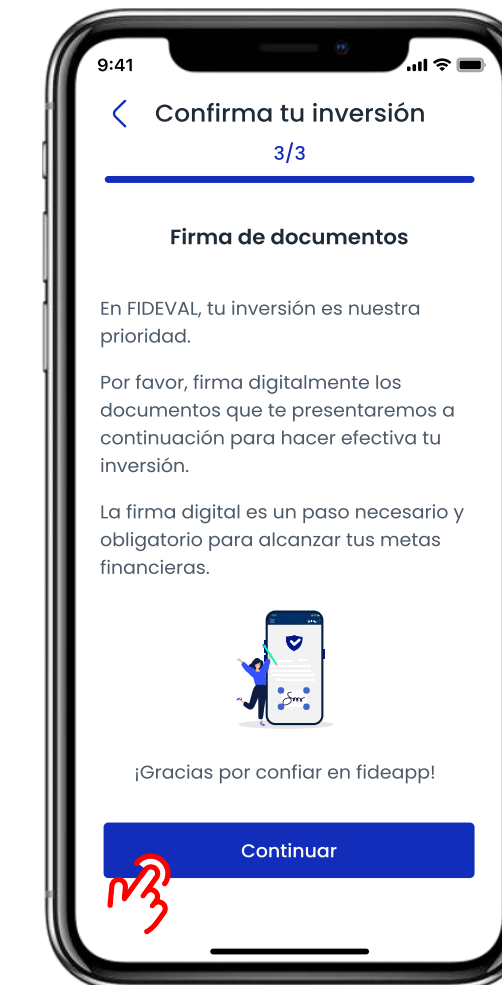 9:41
Confirma tu inversión
3/3
Firma de documentos
En FIDEVAL, tu inversión es nuestra
prioridad.
Por favor, firma digitalmente los
documentos que te presentaremos a
continuación para hacer efectiva tu
inversión.
La firma digital es un paso necesario y
obligatorio para alcanzar tus metas
financieras.
¡Gracias por confiar en fideapp!
Continuar